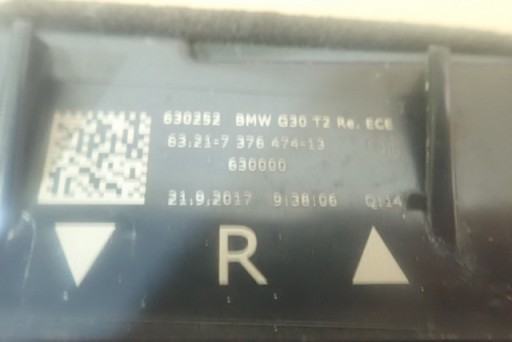 630252 BMW G30 T2 Re. ECE
63.21-7 376 474-13
630000
21.9.2017 9:38:06 Q:14
R